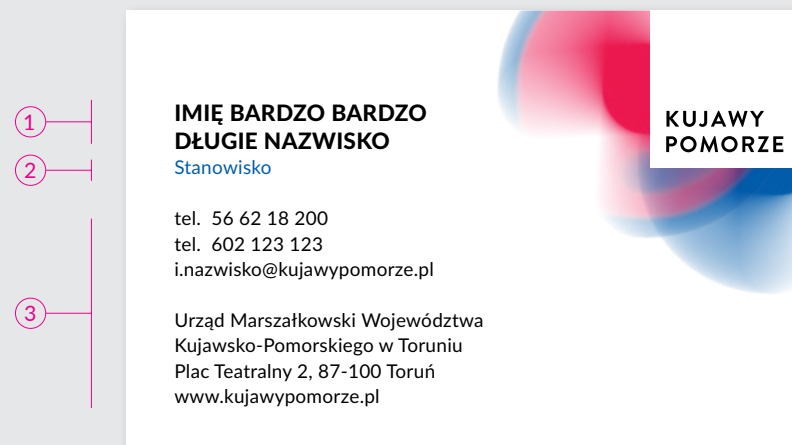 1
IMIĘ BARDZO BARDZO
DŁUGIE NAZWISKO
2
Stanowisko
3
tel. 56 62 18 200
tel. 602 123 123
i.nazwisko@kujawypomorze.pl
Urząd Marszałkowski Województwa
Kujawsko-Pomorskiego w Toruniu
Plac Teatralny 2, 87-100 Toruń
www.kujawypomorze.pl
KUJAWY
POMORZE